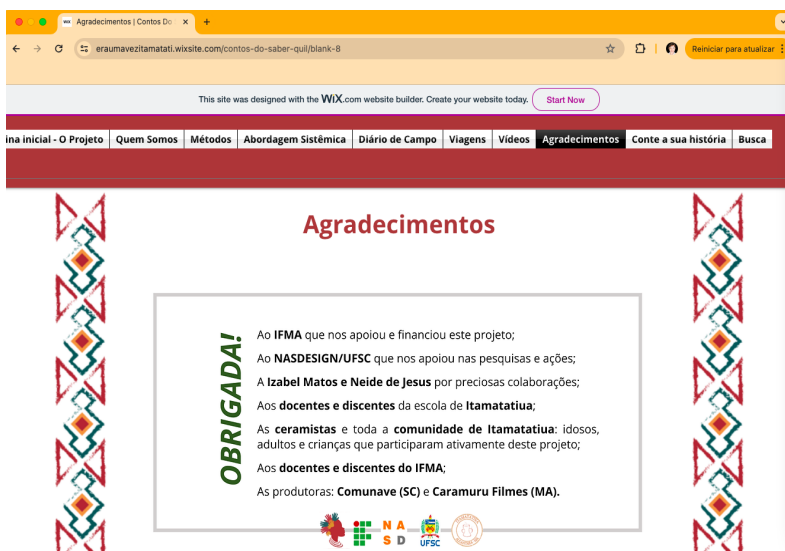 Agradecimentos | Contos Do
eraumavezitamatati.wixsite.com/contos-do-saber-quil/blank-8
Reiniciar para atualizar
This site was designed with the WiX.com website builder. Create your website today.
Start Now
ina inicial - O Projeto
Quem Somos
Métodos
Abordagem Sistêmica
Diário de Campo
Viagens
Vídeos
Agradecimentos
Conte a sua história
Busca
Agradecimentos
OBRIGADA!
Ao IFMA que nos apoiou e financiou este projeto;
Ao NASDESIGN/UFSC que nos apoiou nas pesquisas e ações;
A Izabel Matos e Neide de Jesus por preciosas colaborações;
Aos docentes e discentes da escola de Itamatatiua;
As ceramistas e toda a comunidade de Itamatatiua: idosos,
adultos e crianças que participaram ativamente deste projeto;
Aos docentes e discentes do IFMA;
As produtoras: Comunave (SC) e Caramuru Filmes (MA).
N A
S D
UFSC